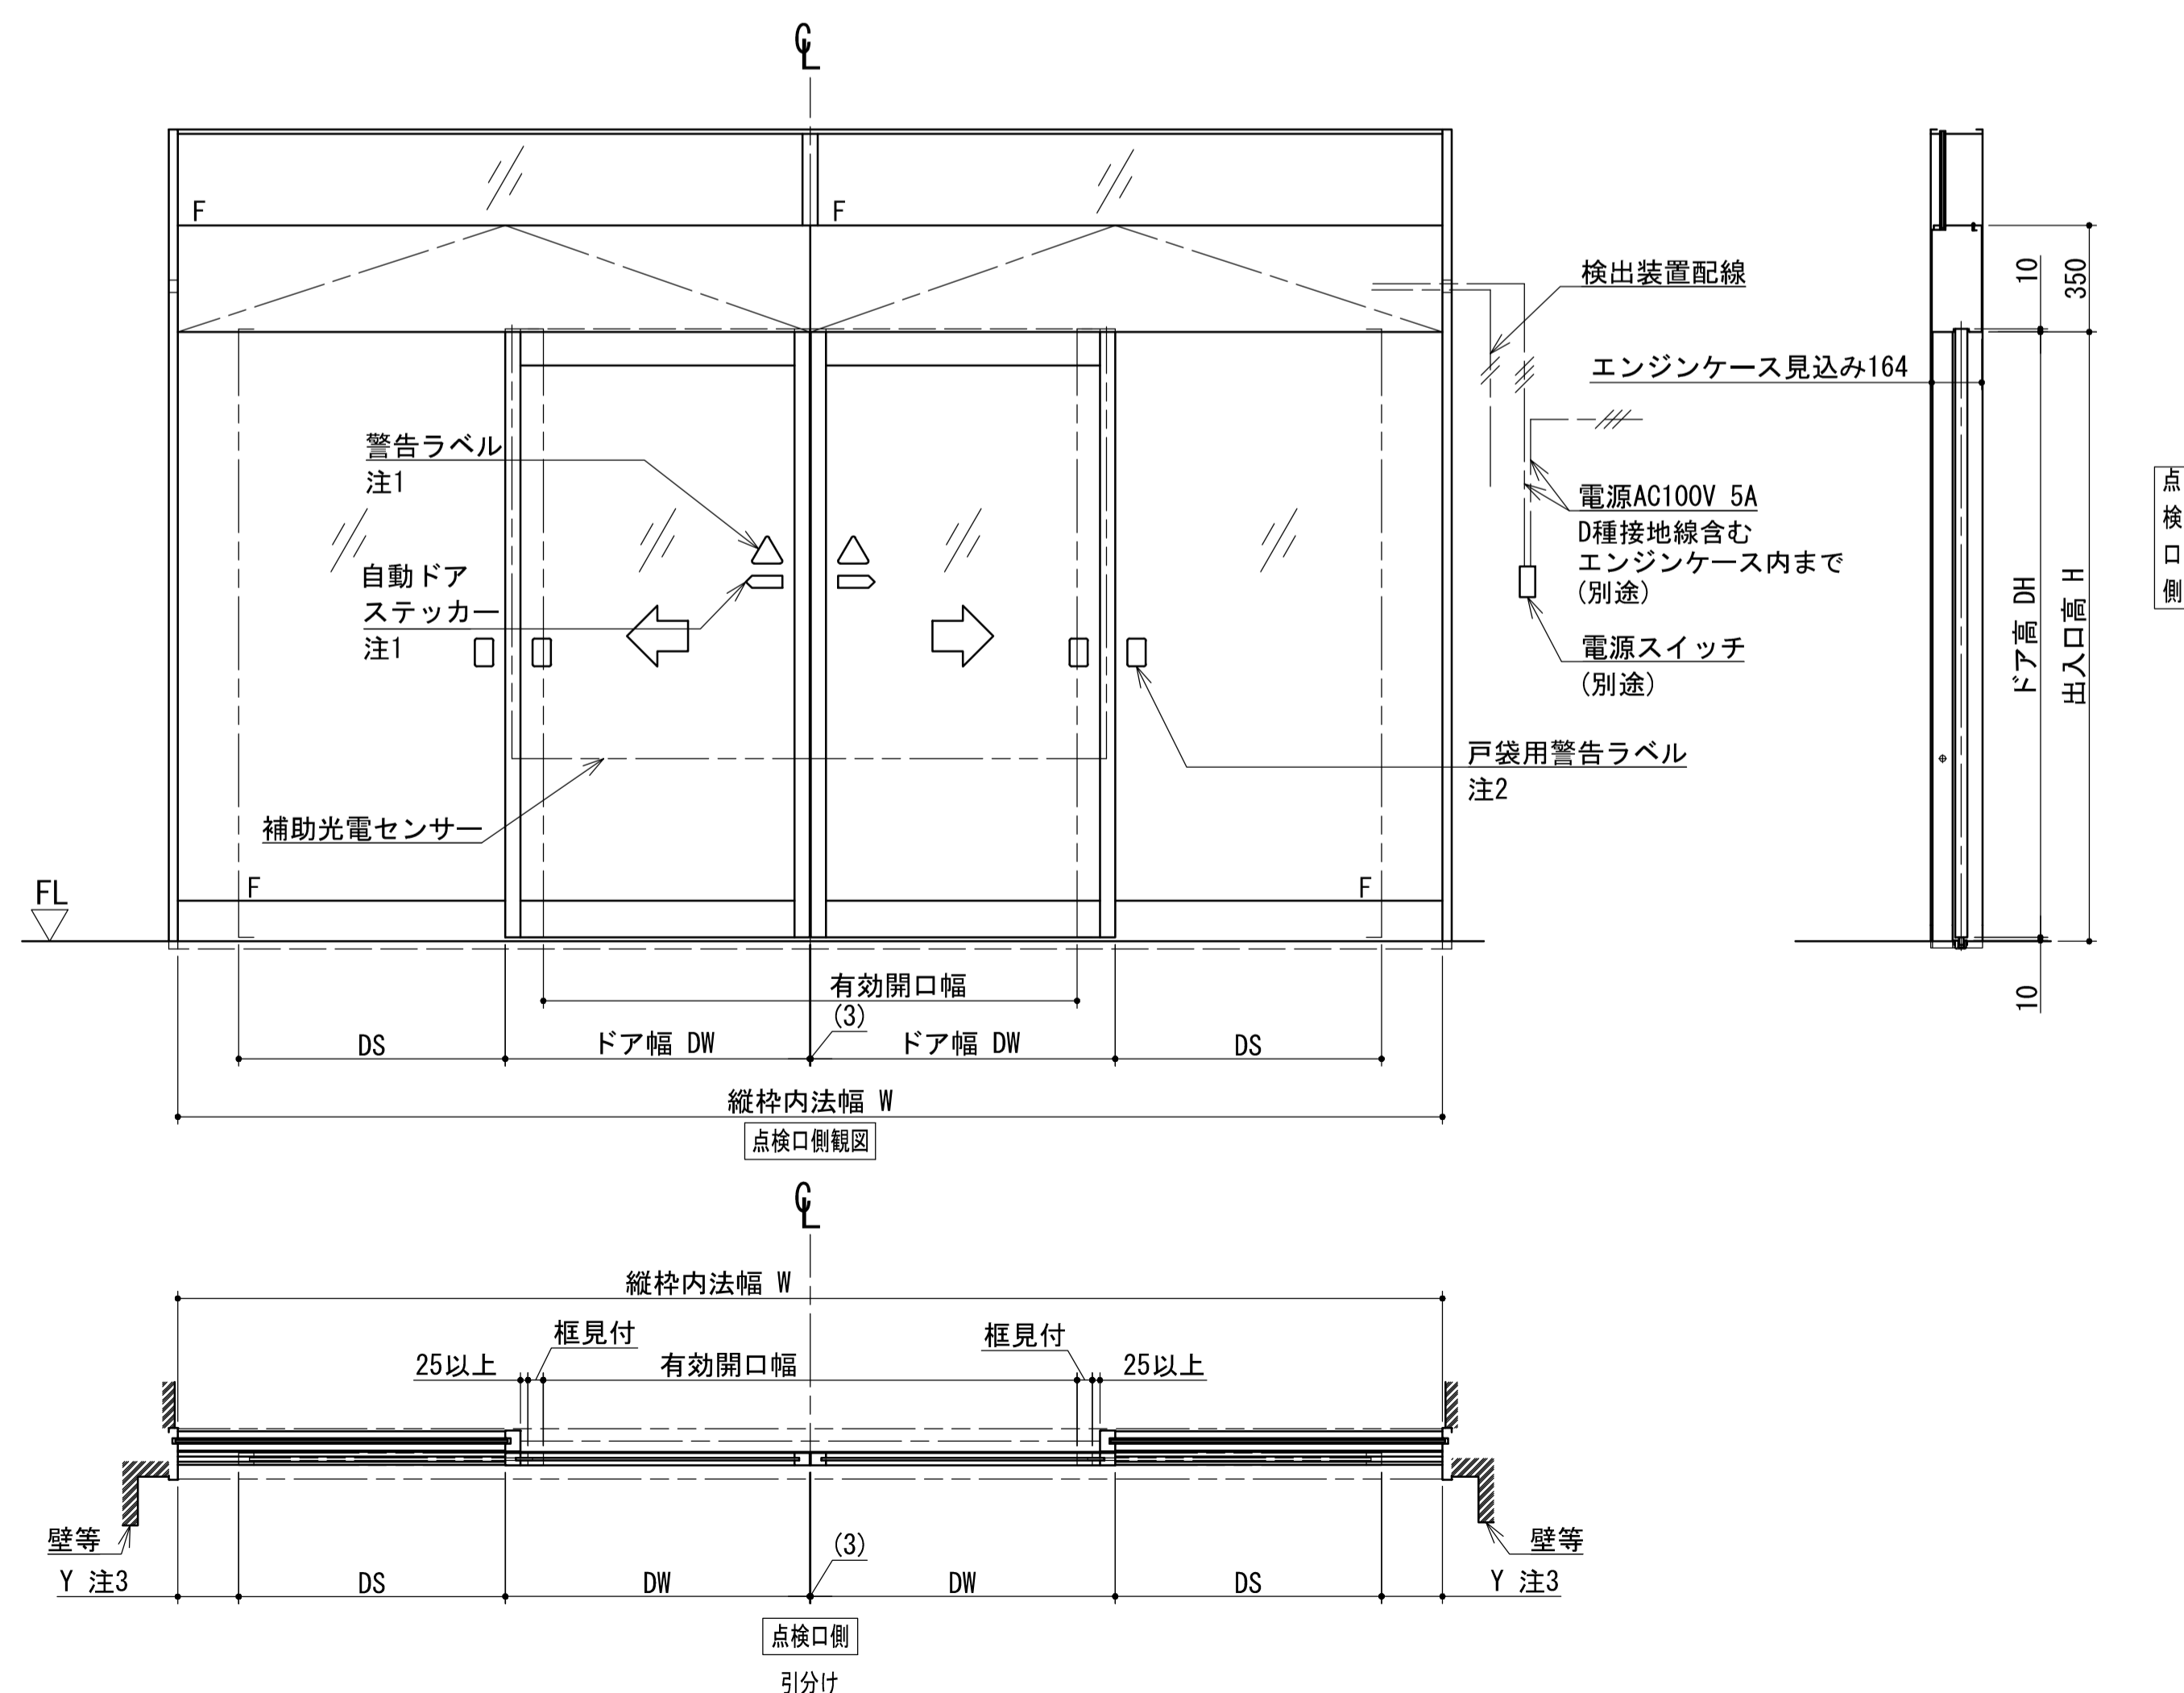 CL
F
F
検出装置配線
10
350
エンジンケース見込み164
警告ラベル
注1
電源AC100V 5A
D種接地線含む
エンジンケース内まで
(別途)
点
検
口
側
自動ドア
ステッカー
注1
電源スイッチ
(別途)
ドア高 DH
出入口高 H
戸袋用警告ラベル
注2
補助光電センサー
FL
F
F
有効開口幅
(3)
10
DS
ドア幅 DW
ドア幅 DW
DS
縦枠内法幅 W
点検口側観図
CL
縦枠内法幅 W
框見付
框見付
25以上
有効開口幅
25以上
壁等
(3)
壁等
Y 注3
DS
DW
DW
DS
Y 注3
点検口側
引分け